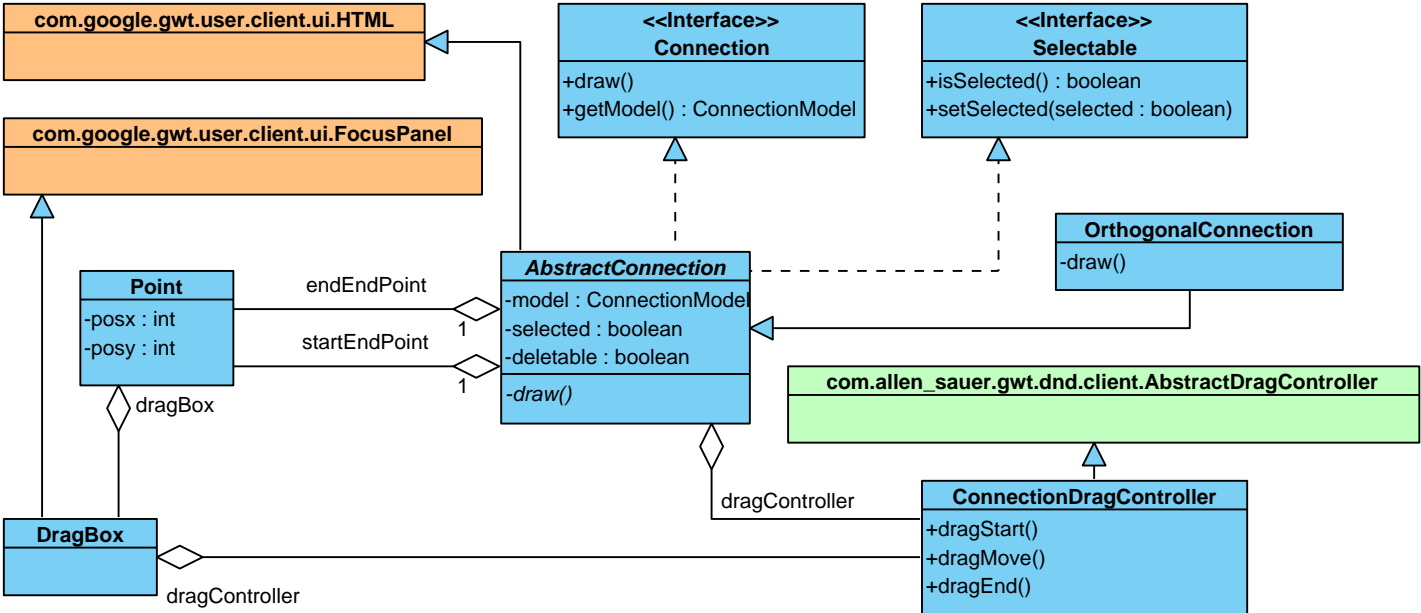 com.google.gwt.user.client.ui.HTML
<<Interface>>
Connection
+draw()
+getModel() : ConnectionModel
<<Interface>>
Selectable
+isSelected() : boolean
+setSelected(selected : boolean)
com.google.gwt.user.client.ui.FocusPanel
OrthogonalConnection
-draw()
Point
-posx : int
-posy : int
endEndPoint
1
startEndPoint
1
AbstractConnection
-model : ConnectionModel
-selected : boolean
-deletable : boolean
-draw()
com.allen_sauer.gwt.dnd.client.AbstractDragController
dragBox
dragController
ConnectionDragController
+dragStart()
+dragMove()
+dragEnd()
DragBox
dragController